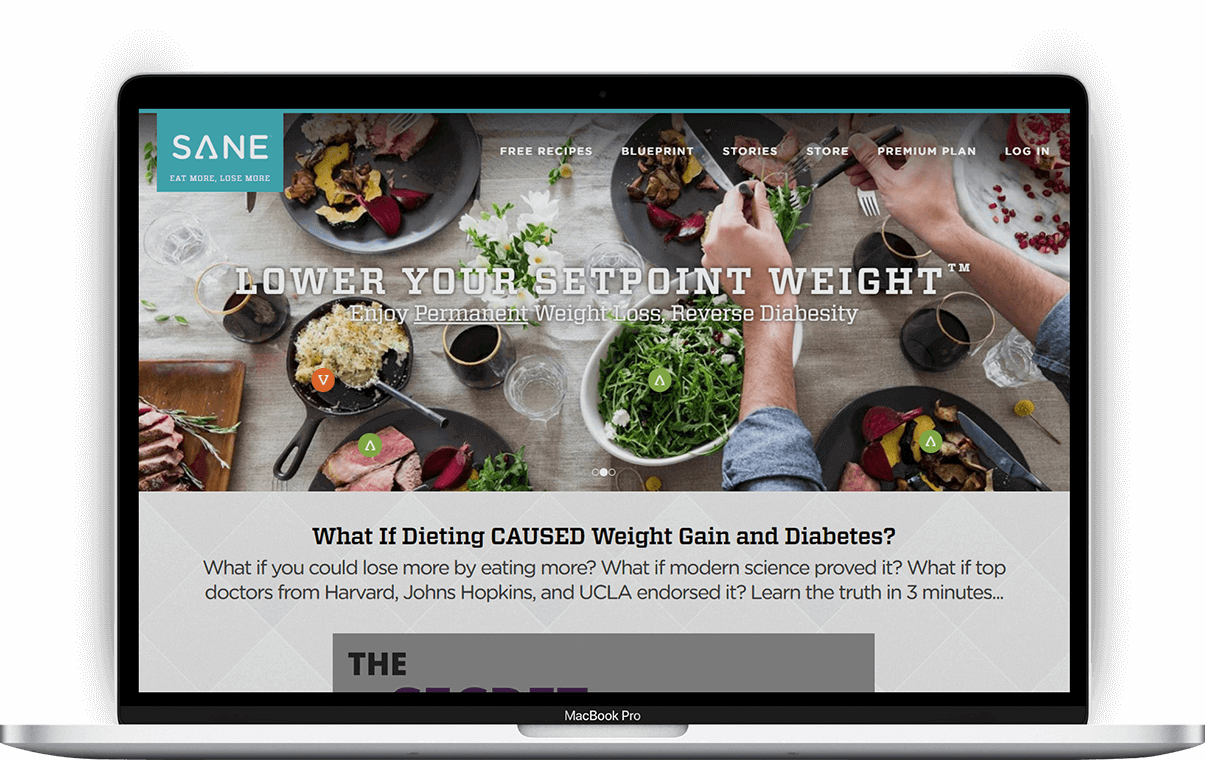 SANE
EAT MORE, LOSE MORE
FREE RECIPES
BLUEPRINT
STORIES
STORE
PREMIUM PLAN
LOG IN
LOWER YOUR SETPOINT WEIGHT™
Enjoy Permanent Weight Loss, Reverse Diabesity
V
Λ
Λ
Λ
What If Dieting CAUSED Weight Gain and Diabetes?
What if you could lose more by eating more? What if modern science proved it? What if top
doctors from Harvard, Johns Hopkins, and UCLA endorsed it? Learn the truth in 3 minutes...
THE
SECRET
MacBook Pro